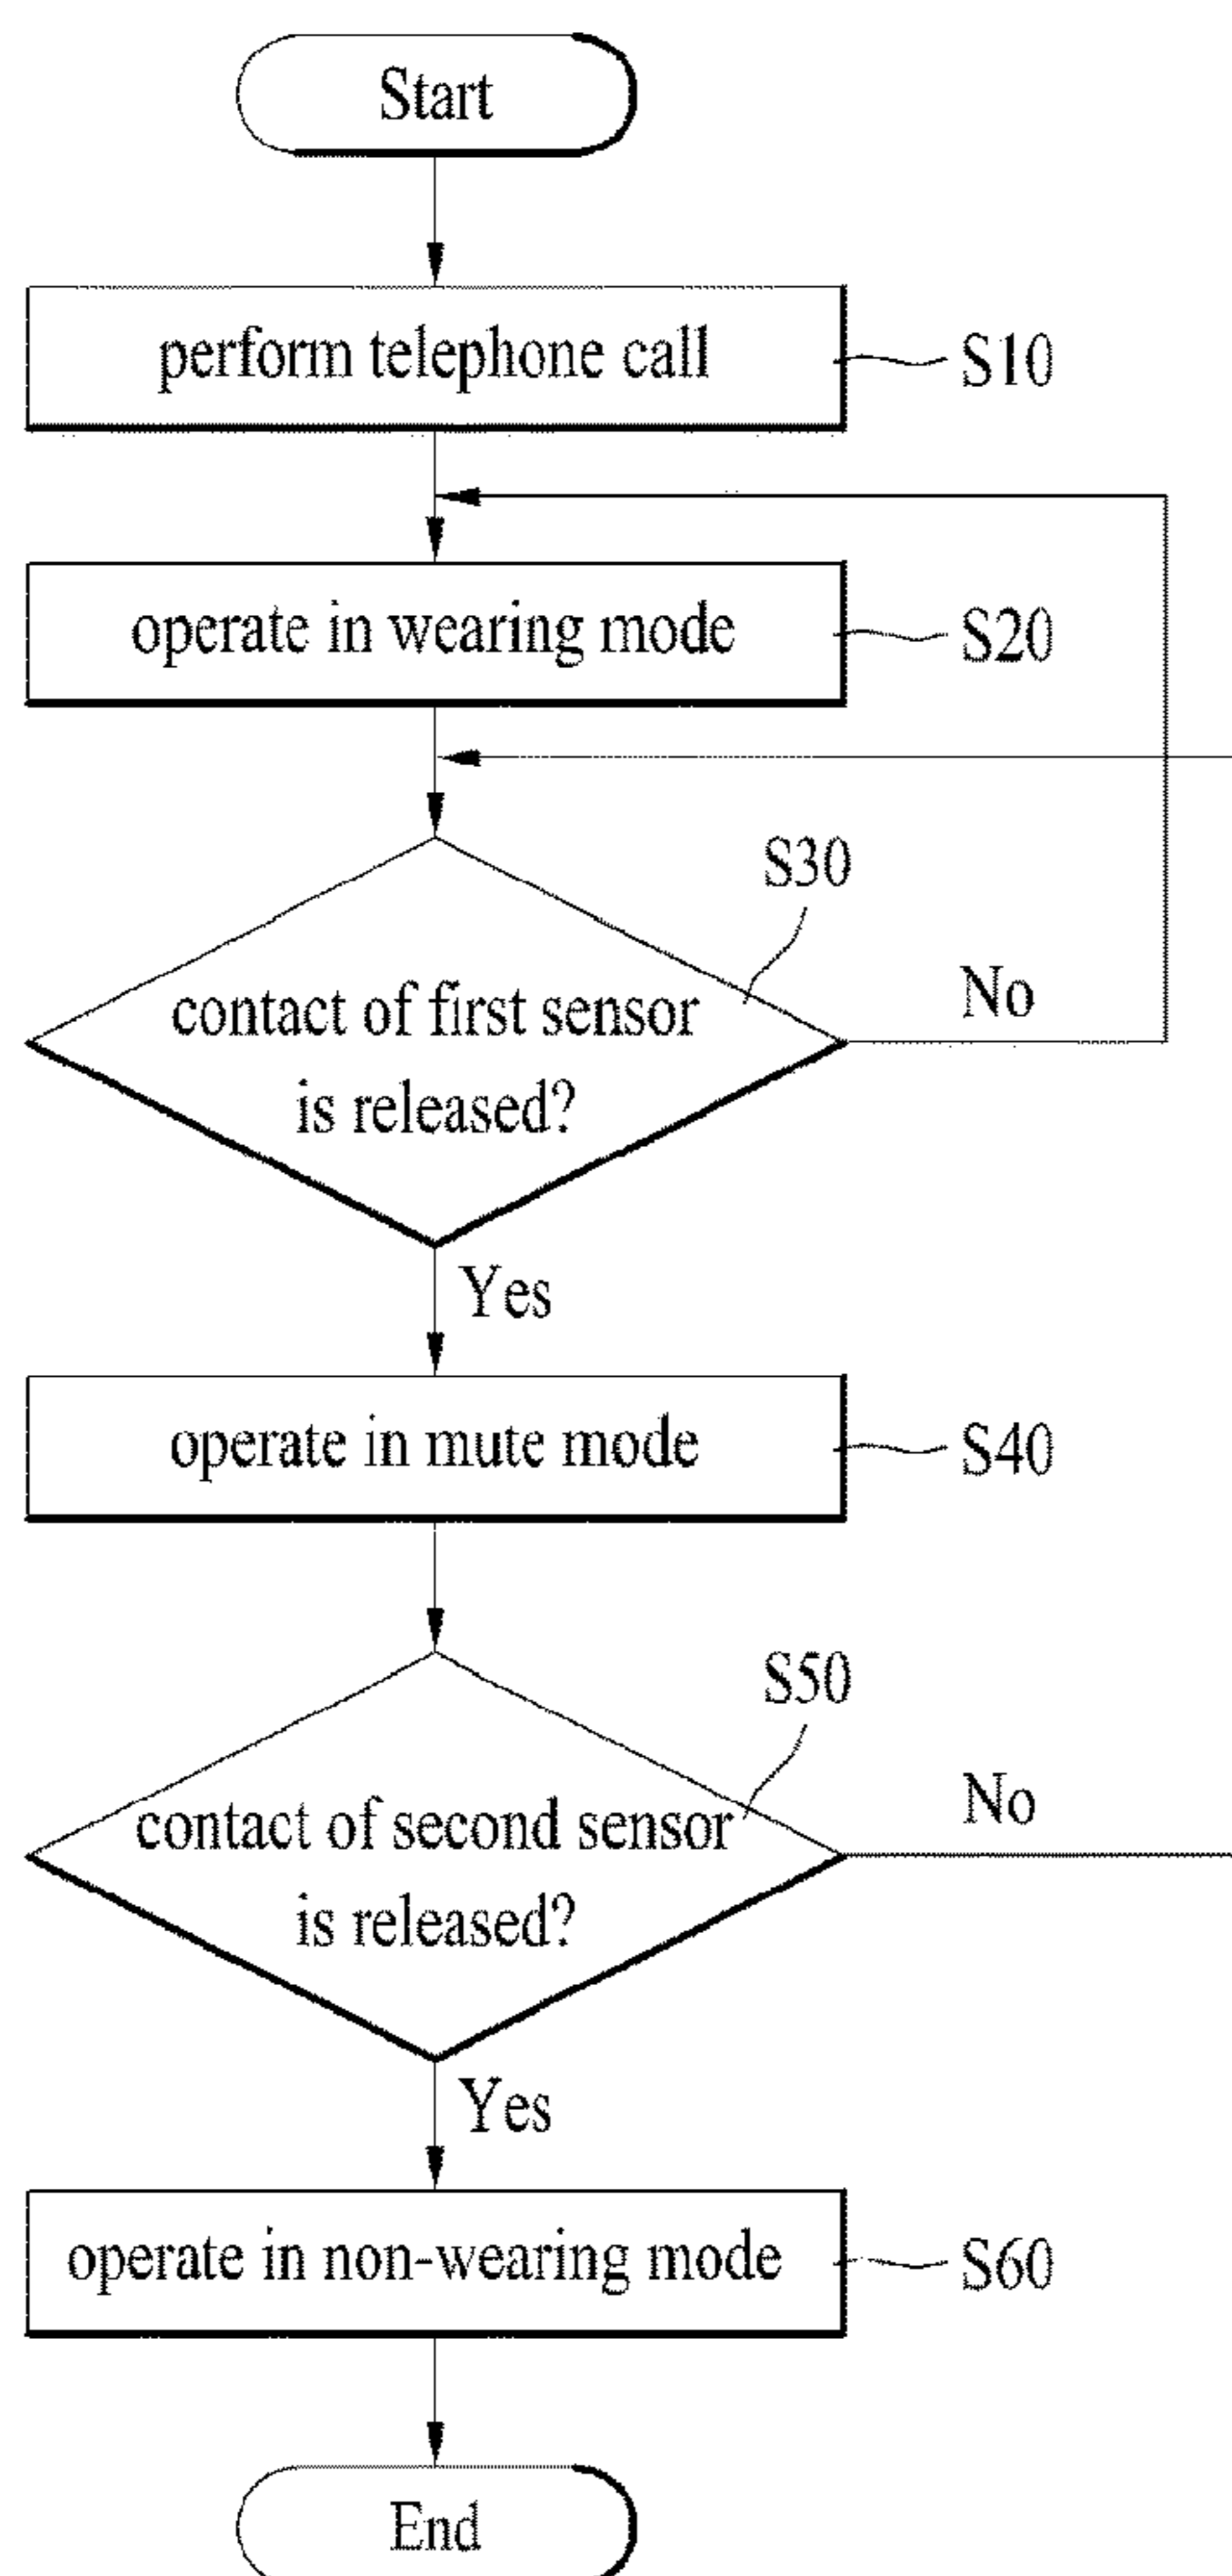 Start
perform telephone call
S10
operate in wearing mode
S20
S30
contact of first sensor
is released?
No
Yes
operate in mute mode
S40
S50
contact of second sensor
is released?
No
Yes
operate in non-wearing mode
S60
End